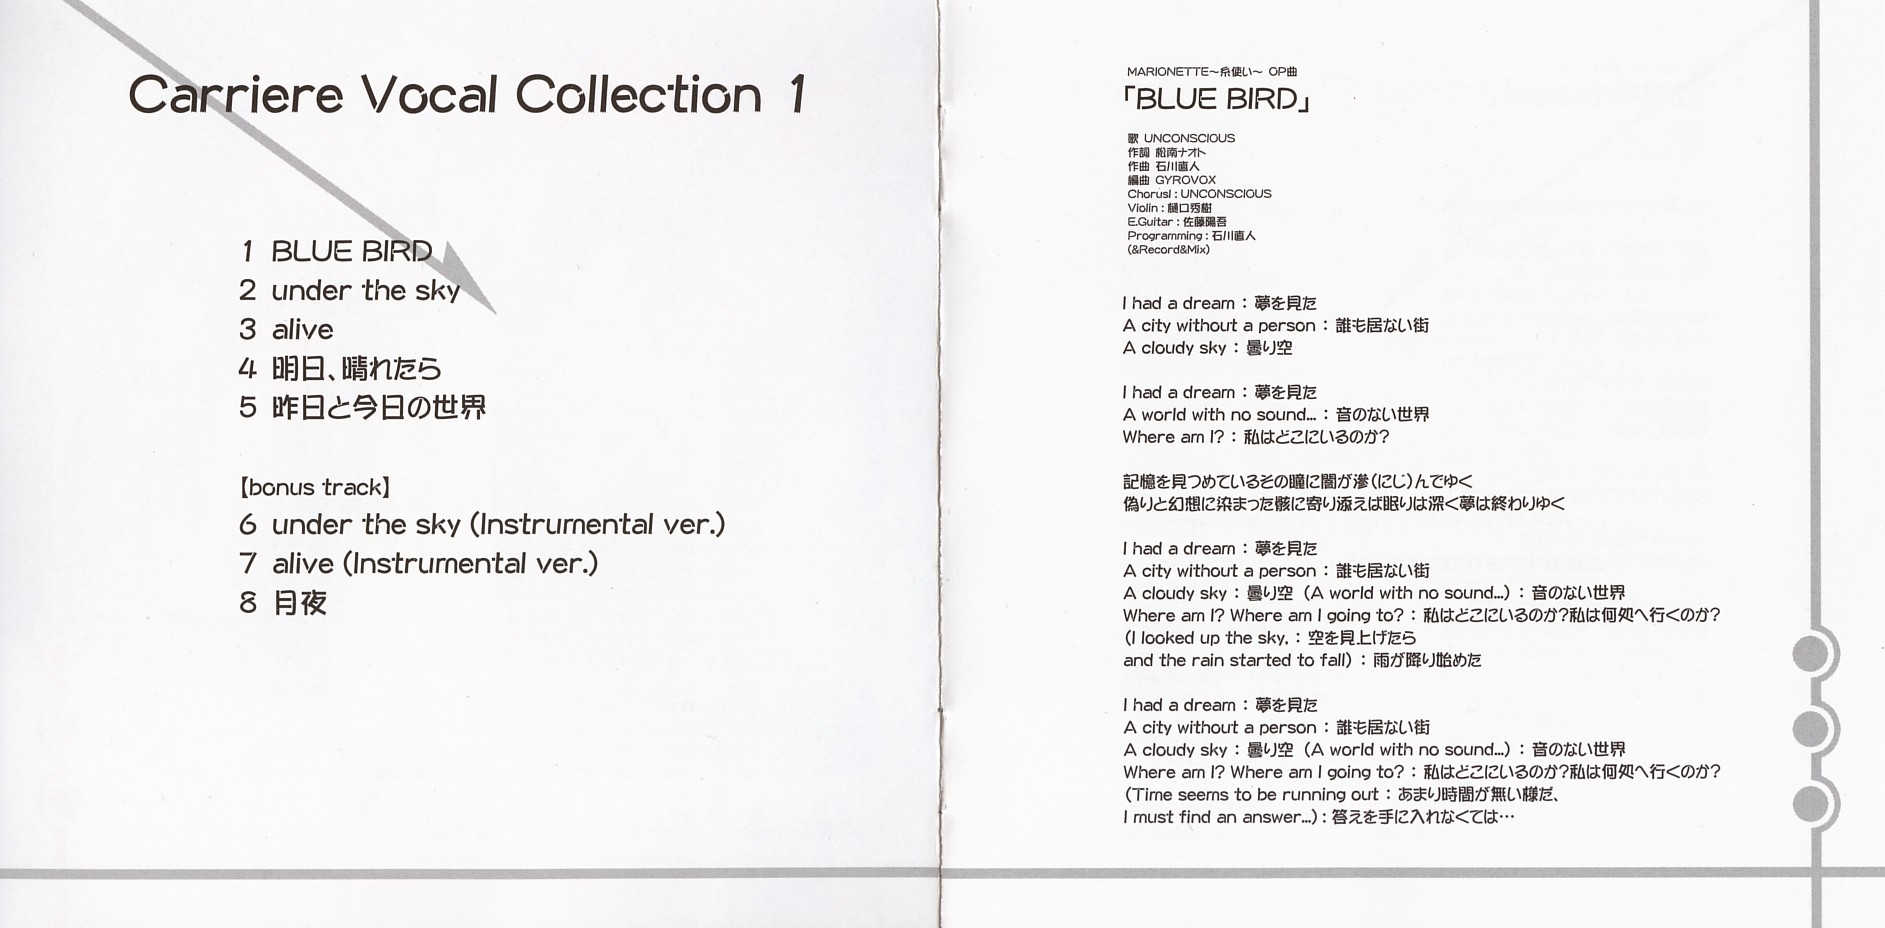 Carriere Vocal Collection 1
1 BLUE BIRD
2 under the sky
3 alive
4 明日、晴れたら
5 昨日と今日の世界
【bonus track】
6 under the sky (Instrumental ver.)
7 alive (Instrumental ver.)
8 月夜
MARIONETTE～糸使い～ OP曲
「BLUE BIRD」
歌 UNCONSCIOUS
作詞 松南ナオト
作曲 石川直人
編曲 GYROVOX
Chorus1 : UNCONSCIOUS
Violin : 樋口秀樹
E.Guitar : 佐藤陽吾
Programming : 石川直人
(&Record&Mix)
I had a dream : 夢を見た
A city without a person : 誰も居ない街
A cloudy sky : 曇り空
I had a dream : 夢を見た
A world with no sound... : 音のない世界
Where am I? : 私はどこにいるのか?
記憶を見つめているその瞳に闇が滲(にじ)んでゆく
偽りと幻想に染まった骸に寄り添えば眠りは深く夢は終わりゆく
I had a dream : 夢を見た
A city without a person : 誰も居ない街
A cloudy sky : 曇り空 (A world with no sound...) : 音のない世界
Where am I? Where am I going to? : 私はどこにいるのか?私は何処へ行くのか?
(I looked up the sky, : 空を見上げたら
and the rain started to fall) : 雨が降り始めた
I had a dream : 夢を見た
A city without a person : 誰も居ない街
A cloudy sky : 曇り空 (A world with no sound...) : 音のない世界
Where am I? Where am I going to? : 私はどこにいるのか?私は何処へ行くのか?
(Time seems to be running out : あまり時間が無い様だ、
I must find an answer...) : 答えを手に入れなくては…